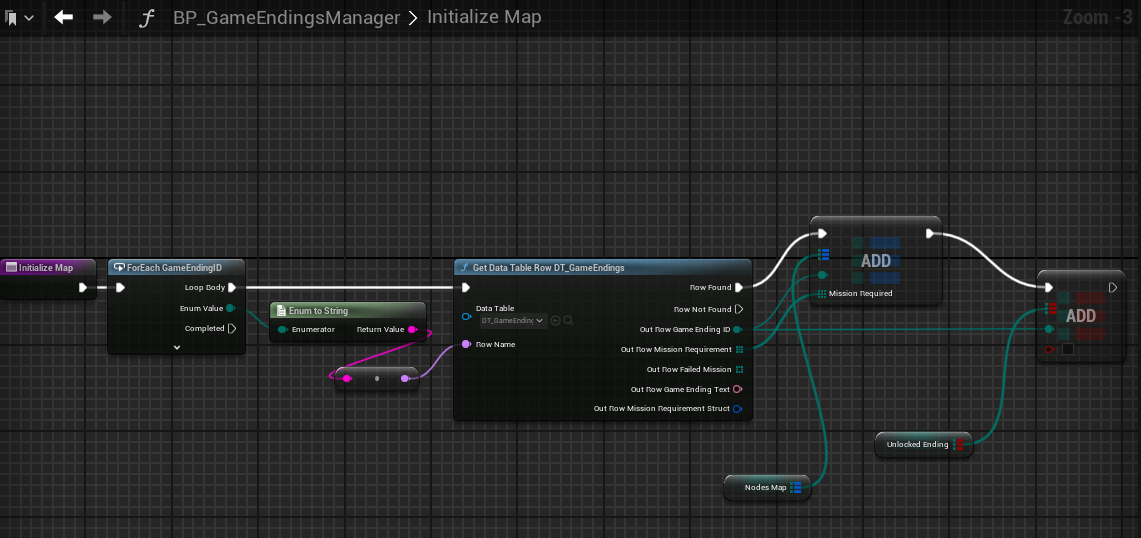 BP_GameEndingsManager > Initialize Map
Zoom -3
Initialize Map
ForEach GameEndingID
Loop Body
Enum Value
Completed
Enum to String
Enumerator Return Value
Get Data Table Row DT_GameEndings
Row Found
Data Table
DT_GameEnding
Row Not Found
Out Row Game Ending ID
Row Name
Out Row Mission Requirement
Out Row Failed Mission
Out Row Game Ending Text
Out Row Mission Requirement Struct
ADD
Mission Required
ADD
Unlocked Ending
Nodes Map